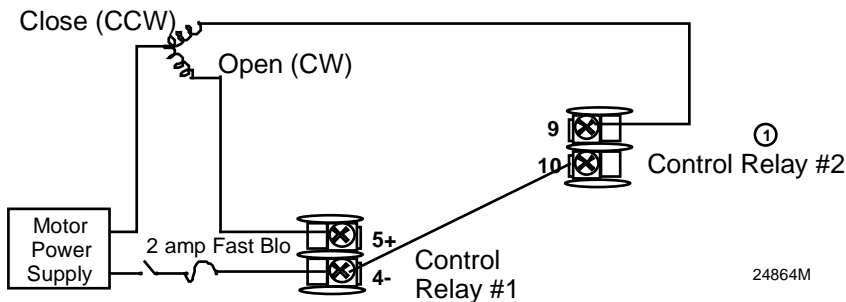 Close (CCW)
Open (CW)
9
1
10
Control Relay #2
Motor
Power
Supply
2 amp Fast Blo
5+
4-
Control
Relay #1
24864M